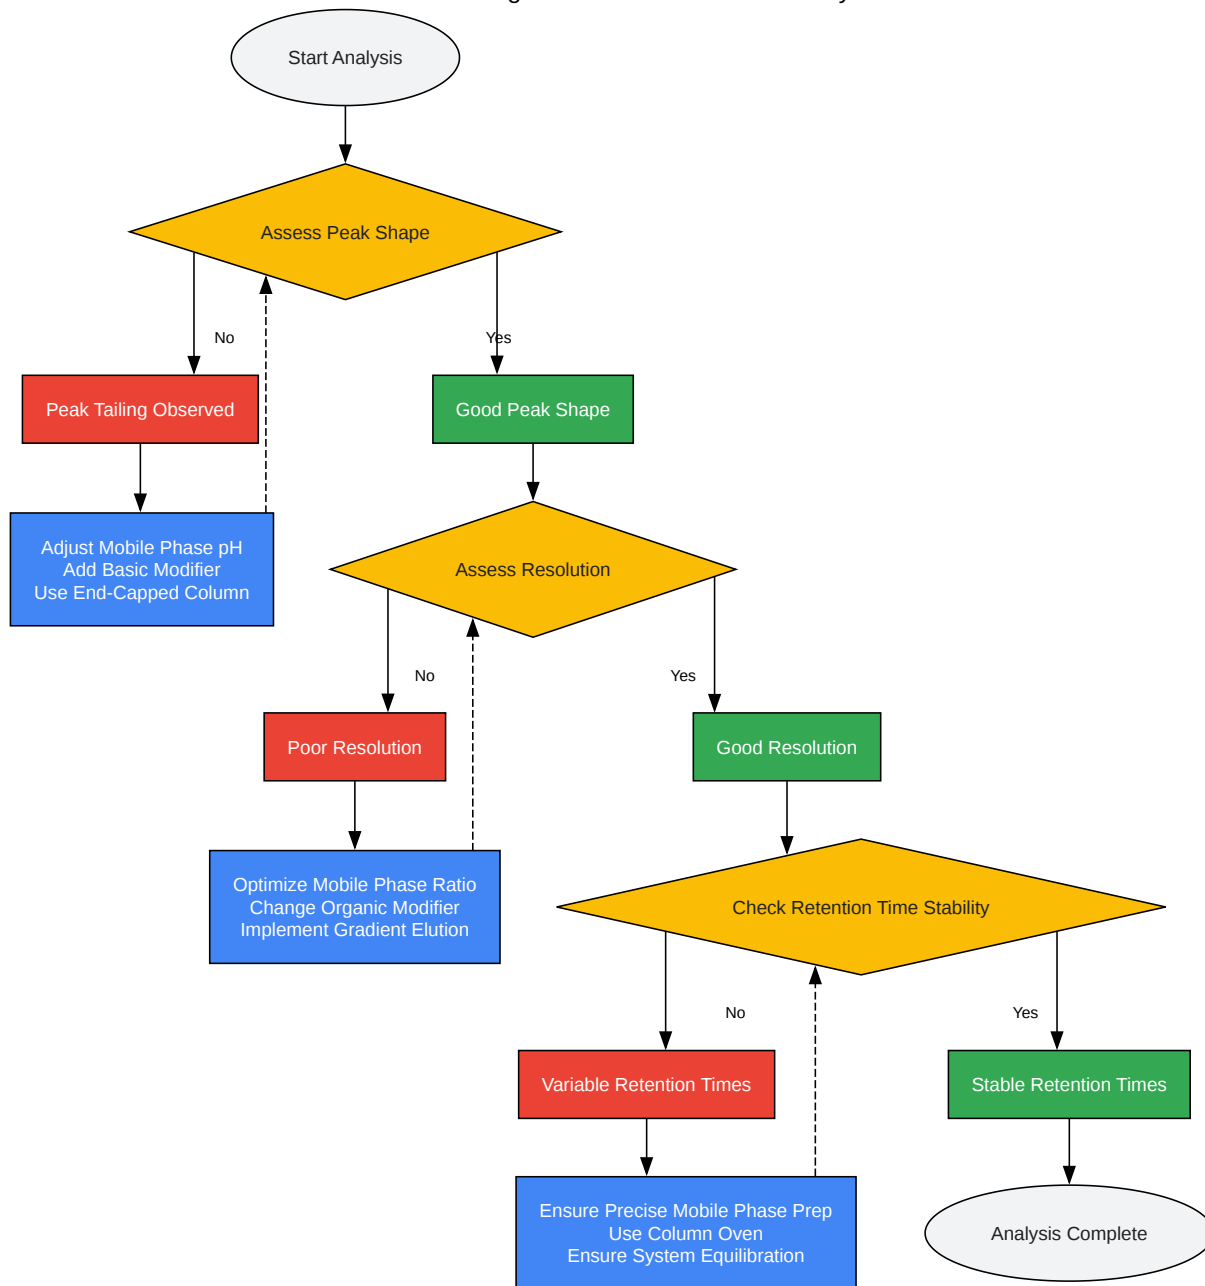 Start Analysis
Assess Peak Shape
No
Yes
Peak Tailing Observed
Good Peak Shape
Adjust Mobile Phase pH
Add Basic Modifier
Use End-Capped Column
Assess Resolution
No
Yes
Poor Resolution
Good Resolution
Optimize Mobile Phase Ratio
Change Organic Modifier
Implement Gradient Elution
Check Retention Time Stability
No
Yes
Variable Retention Times
Stable Retention Times
Ensure Precise Mobile Phase Prep
Use Column Oven
Ensure System Equilibration
Analysis Complete